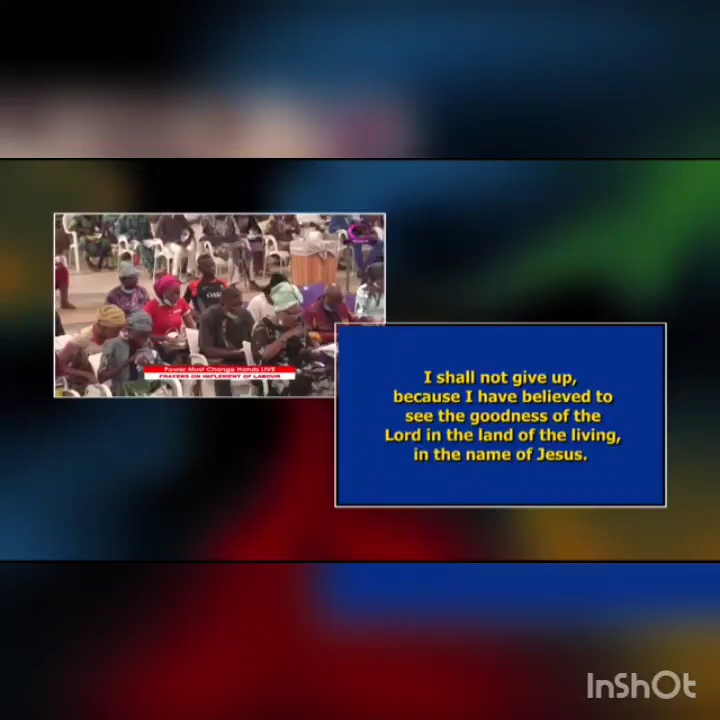 Power Must Change Hands LIVE
PRAYERS ON IMPLEMENT OF LABOUR
I shall not give up,
because I have believed to
see the goodness of the
Lord in the land of the living,
in the name of Jesus.
InShOt